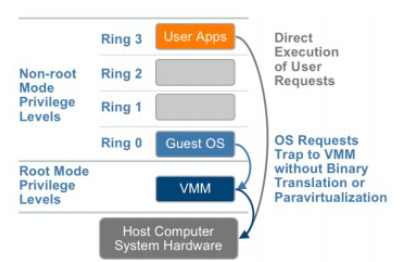 Ring 3
User Apps
Direct
Execution
of User
Requests
Non-root
Mode
Privilege
Levels
Ring 2
Ring 1
Ring 0
Guest OS
OS Requests
Trap to VMM
without Binary
Translation or
Paravirtualization
Root Mode
Privilege
Levels
VMM
Host Computer
System Hardware